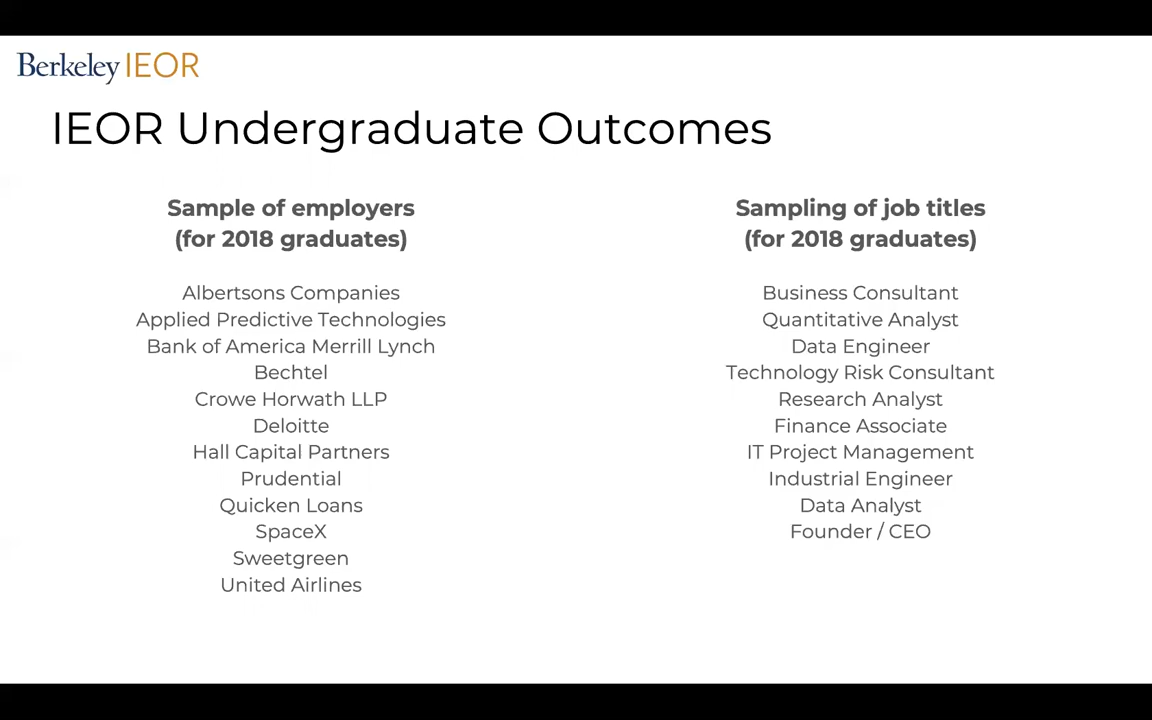 Berkeley IEOR
IEOR Undergraduate Outcomes
Sample of employers
(for 2018 graduates)
Albertsons Companies
Applied Predictive Technologies
Bank of America Merrill Lynch
Bechtel
Crowe Horwath LLP
Deloitte
Hall Capital Partners
Prudential
Quicken Loans
SpaceX
Sweetgreen
United Airlines
Sampling of job titles
(for 2018 graduates)
Business Consultant
Quantitative Analyst
Data Engineer
Technology Risk Consultant
Research Analyst
Finance Associate
IT Project Management
Industrial Engineer
Data Analyst
Founder / CEO